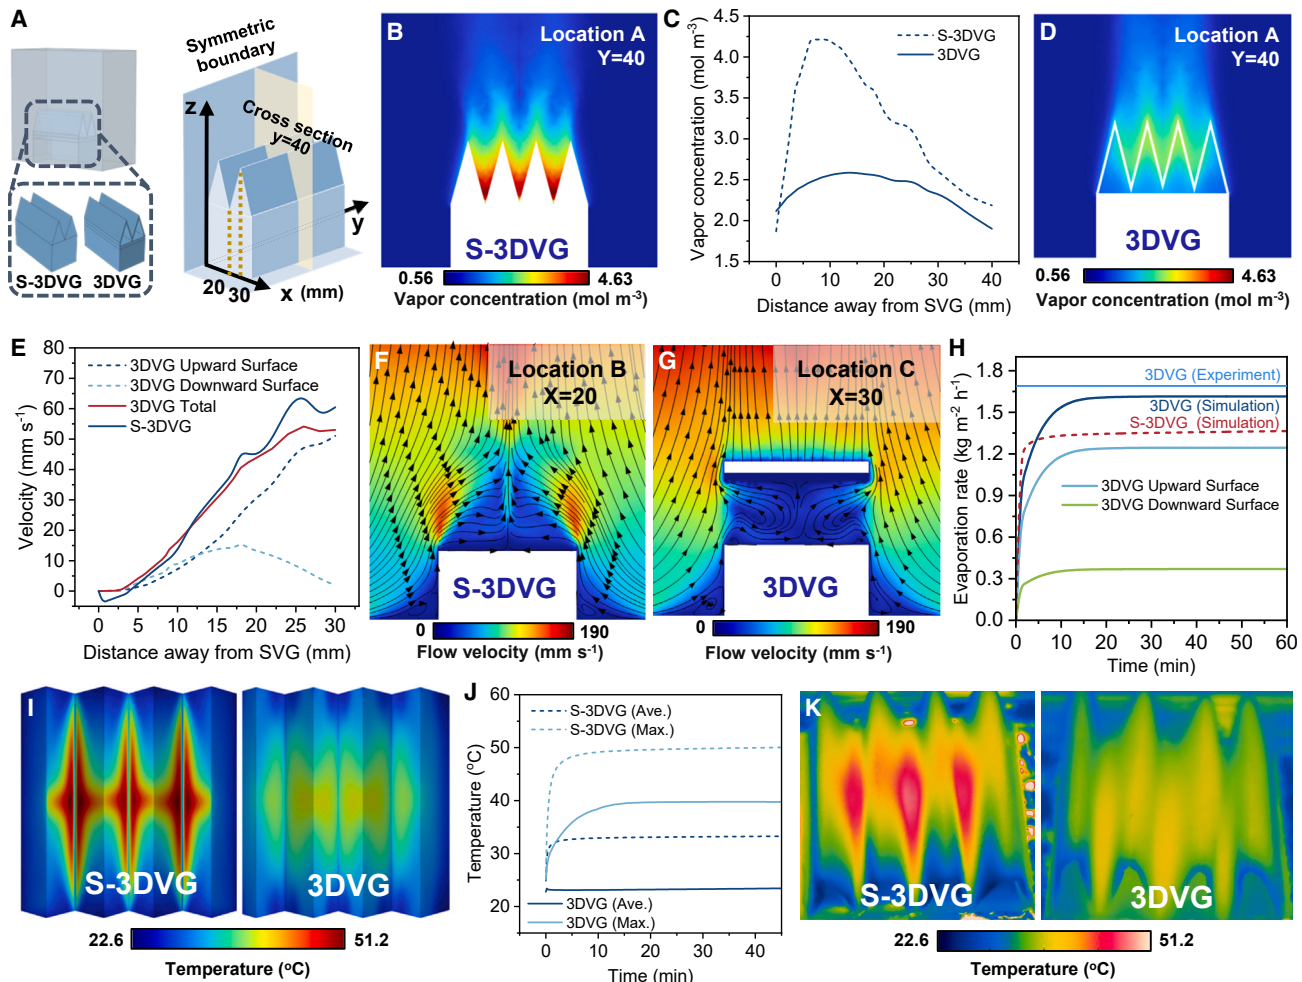 A
Symmetric
boundary
z
Cross section
y=40
y
x (mm)
20
30
S-3DVG 3DVG
B
Location A
Y=40
S-3DVG
0.56 4.63
Vapor concentration (mol m⁻³)
C
Vapor concentration (mol m⁻³)
4.5
4.0
3.5
3.0
2.5
2.0
1.5
S-3DVG
3DVG
0 10 20 30 40
Distance away from SVG (mm)
D
Location A
Y=40
3DVG
0.56 4.63
Vapor concentration (mol m⁻³)
E
Velocity (mm s⁻¹)
80
70
60
50
40
30
20
10
0
3DVG Upward Surface
3DVG Downward Surface
3DVG Total
S-3DVG
0 5 10 15 20 25 30
Distance away from SVG (mm)
F
Location B
X=20
S-3DVG
0 190
Flow velocity (mm s⁻¹)
G
Location C
X=30
3DVG
0 190
Flow velocity (mm s⁻¹)
H
Evaporation rate (kg m⁻² h⁻¹)
1.8
1.5
1.2
0.9
0.6
0.3
0.0
3DVG (Experiment)
3DVG (Simulation)
S-3DVG (Simulation)
3DVG Upward Surface
3DVG Downward Surface
0 10 20 30 40 50 60
Time (min)
I
S-3DVG
3DVG
22.6 51.2
Temperature (°C)
J
Temperature (°C)
60
50
40
30
20
S-3DVG (Ave.)
S-3DVG (Max.)
3DVG (Ave.)
3DVG (Max.)
0 10 20 30 40
Time (min)
K
S-3DVG
3DVG
22.6 51.2
Temperature (°C)